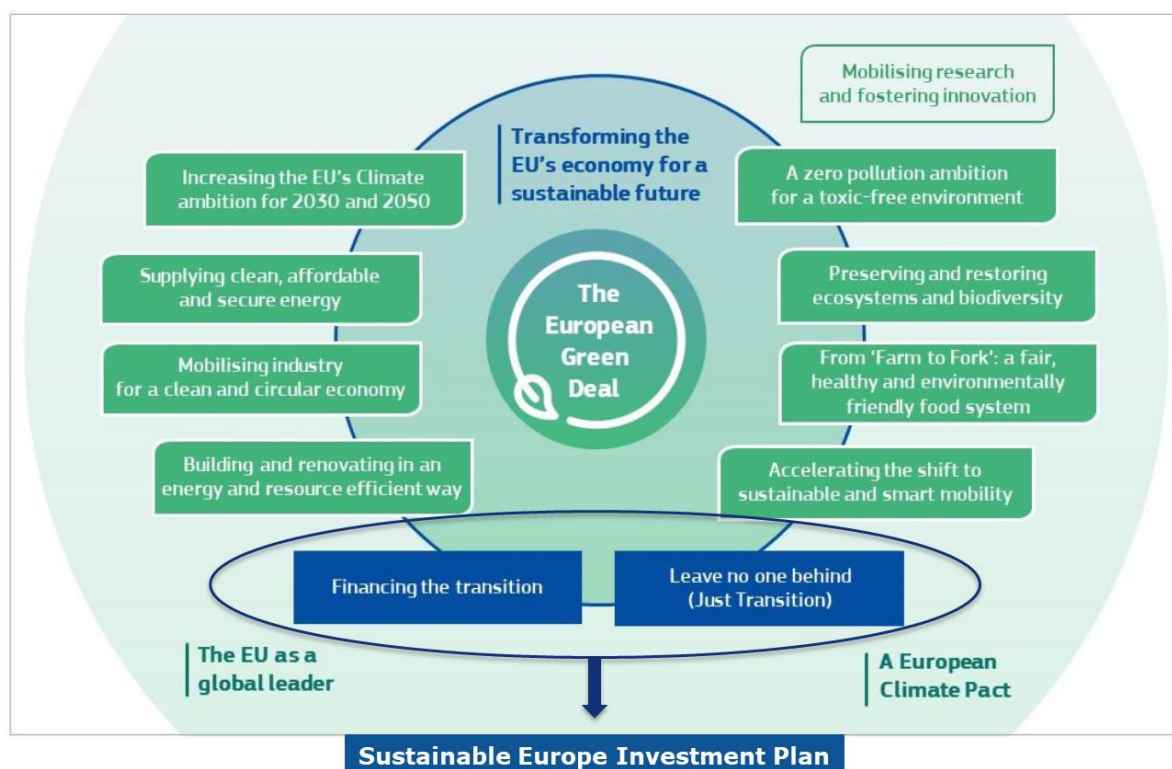 Mobilising research
and fostering innovation
Transforming the
EU's economy for a
sustainable future
Increasing the EU's Climate
ambition for 2030 and 2050
A zero pollution ambition
for a toxic-free environment
Supplying clean, affordable
and secure energy
Preserving and restoring
ecosystems and biodiversity
The
European
Green
Deal
Mobilising industry
for a clean and circular economy
From ‘Farm to Fork’: a fair,
healthy and environmentally
friendly food system
Building and renovating in an
energy and resource efficient way
Accelerating the shift to
sustainable and smart mobility
Financing the transition
Leave no one behind
(Just Transition)
The EU as a
global leader
A European
Climate Pact
Sustainable Europe Investment Plan